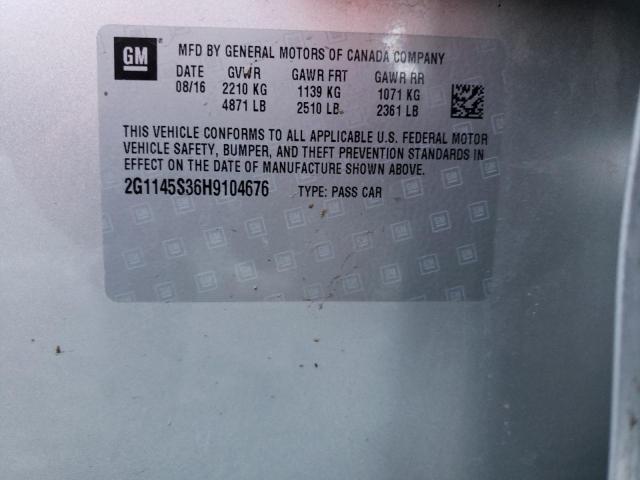 GM MFD BY GENERAL MOTORS OF CANADA COMPANY
DATE GVWR GAWR FRT GAWR RR
08/16 2210 KG 1139 KG 1071 KG
4871 LB 2510 LB 2361 LB
THIS VEHICLE CONFORMS TO ALL APPLICABLE U.S. FEDERAL MOTOR
VEHICLE SAFETY, BUMPER, AND THEFT PREVENTION STANDARDS IN
EFFECT ON THE DATE OF MANUFACTURE SHOWN ABOVE.
2G1145S36H9104676 TYPE: PASS CAR